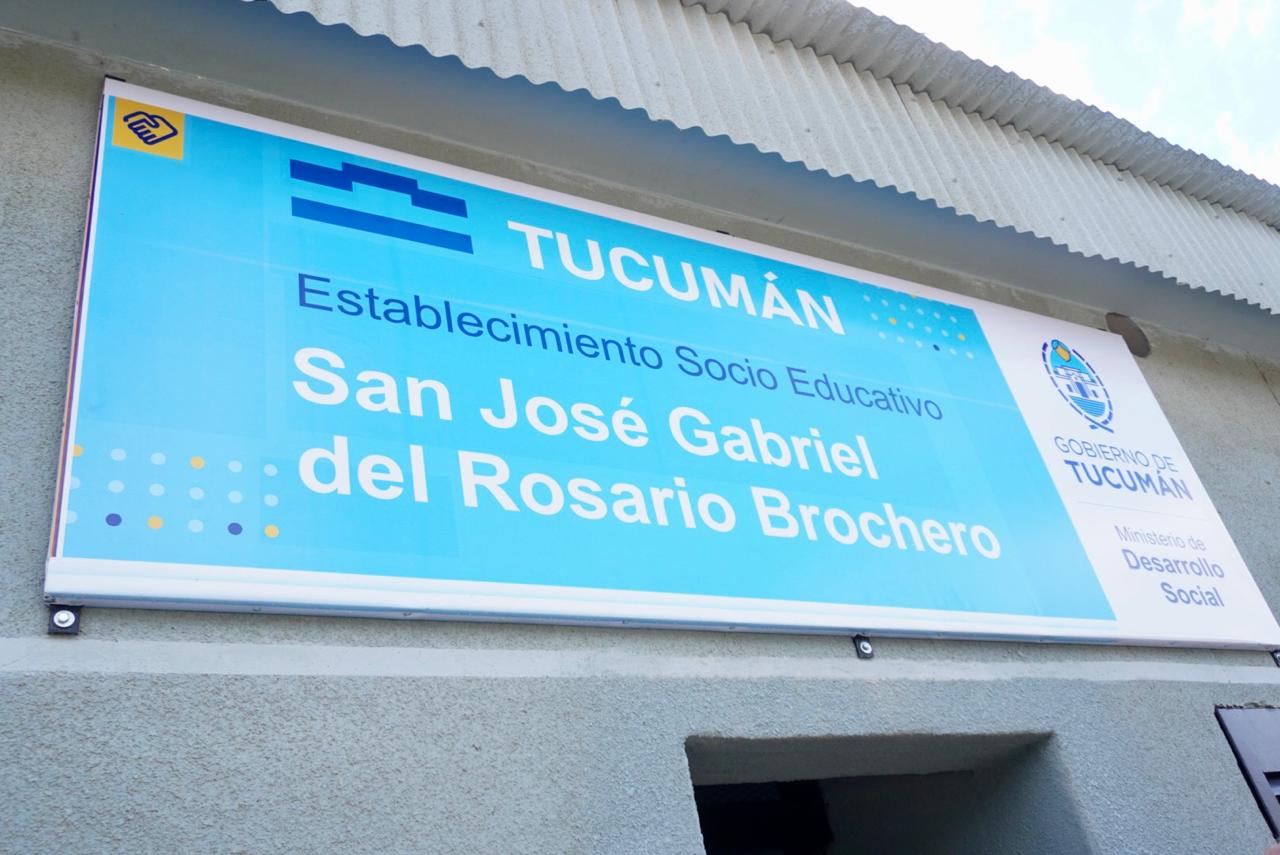 TUCUMÁN
Establecimiento Socio Educativo
San José Gabriel
del Rosario Brochero
GOBIERNO DE
TUCUMÁN
Ministerio de
Desarrollo
Social